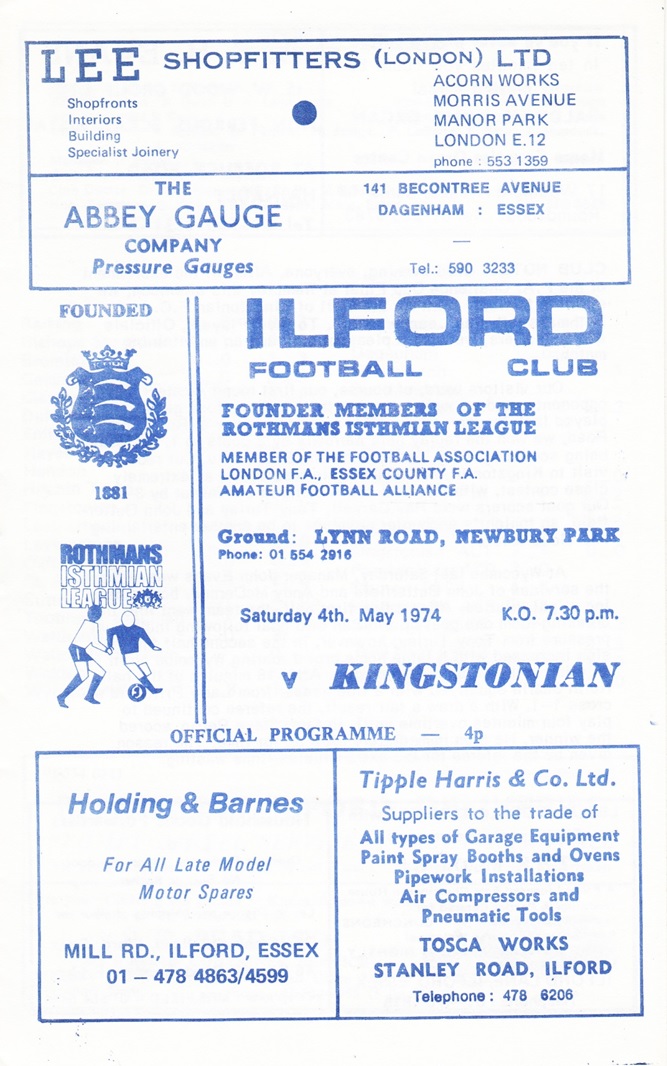 LEE SHOPFITTERS (LONDON) LTD
Shopfronts
Interiors
Building
Specialist Joinery
ACORN WORKS
MORRIS AVENUE
MANOR PARK
LONDON E.12
phone : 553 1359
THE
ABBEY GAUGE
COMPANY
Pressure Gauges
141 BECONTREE AVENUE
DAGENHAM : ESSEX
—
Tel.: 590 3233
FOUNDED
1881
ROTHMANS
ISTHMIAN
LEAGUE
ILFORD
FOOTBALL CLUB
FOUNDER MEMBERS OF THE
ROTHMANS ISTHMIAN LEAGUE
MEMBER OF THE FOOTBALL ASSOCIATION
LONDON F.A., ESSEX COUNTY F.A.
AMATEUR FOOTBALL ALLIANCE
Ground: LYNN ROAD, NEWBURY PARK
Phone: 01 554 2916
Saturday 4th. May 1974 K.O. 7.30 p.m.
v KINGSTONIAN
OFFICIAL PROGRAMME — 4p
Holding & Barnes
For All Late Model
Motor Spares
MILL RD., ILFORD, ESSEX
01 – 478 4863/4599
Tipple Harris & Co. Ltd.
Suppliers to the trade of
All types of Garage Equipment
Paint Spray Booths and Ovens
Pipework Installations
Air Compressors and
Pneumatic Tools
TOSCA WORKS
STANLEY ROAD, ILFORD
Telephone : 478 6206